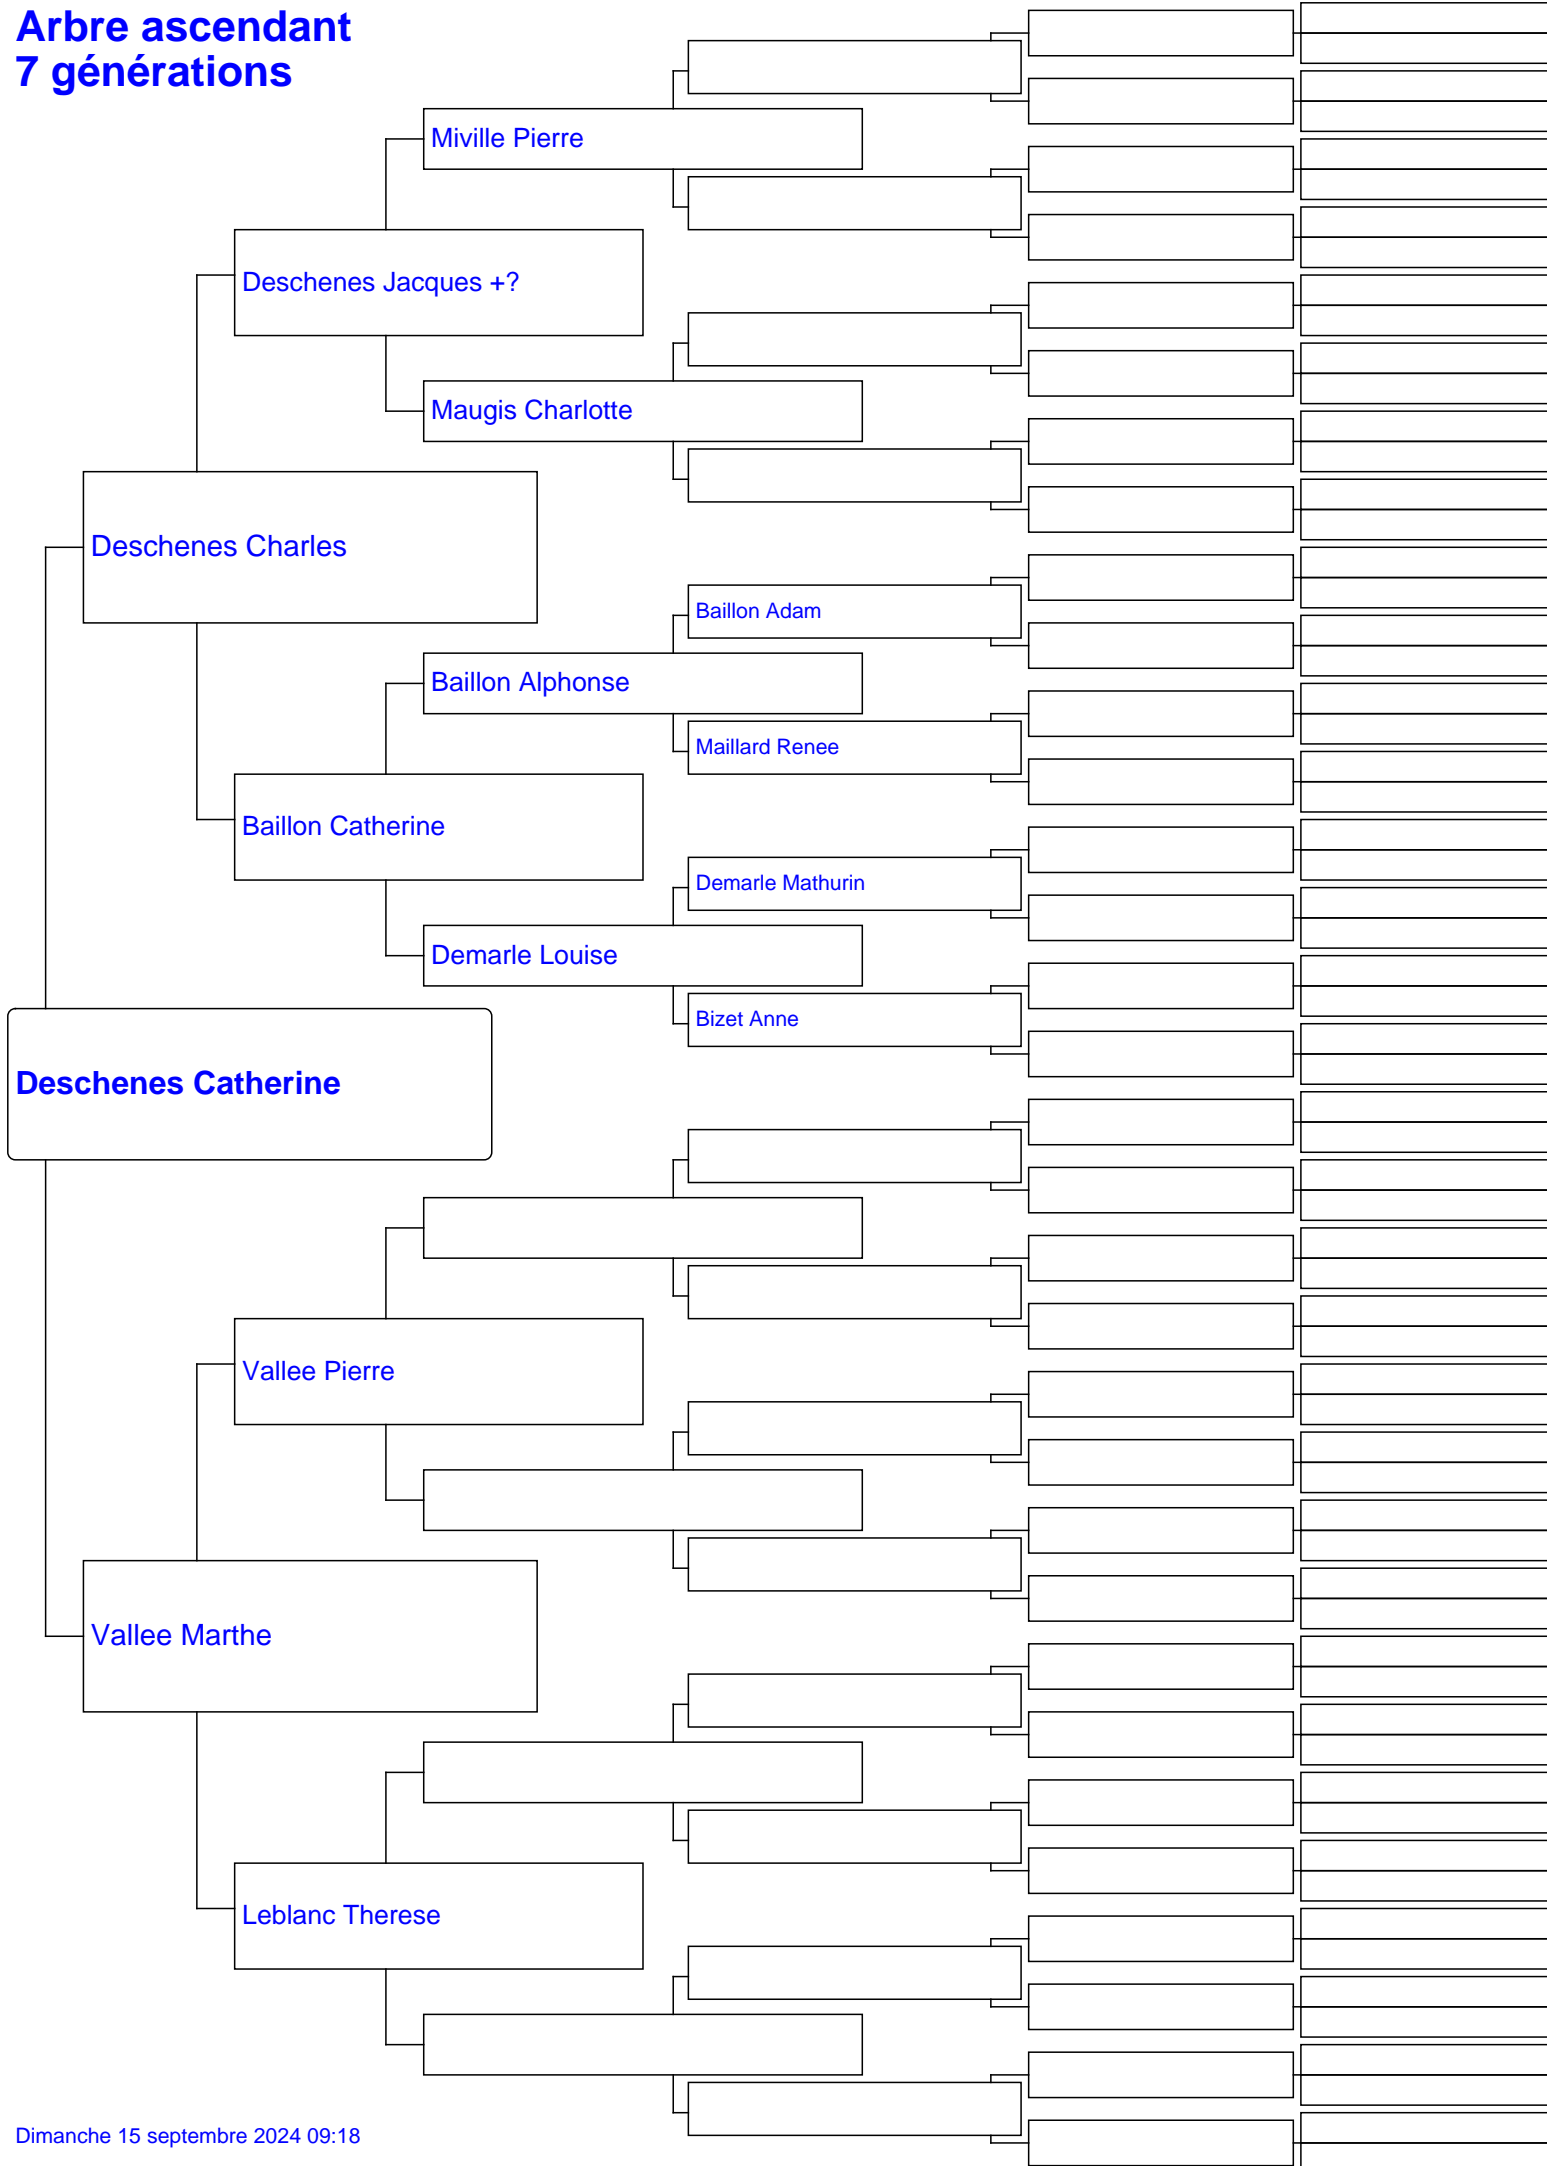 Arbre ascendant
7 générations
Miville Pierre
Deschenes Jacques +?
Maugis Charlotte
Deschenes Charles
Baillon Adam
Baillon Alphonse
Maillard Renee
Baillon Catherine
Demarle Mathurin
Demarle Louise
Bizet Anne
Deschenes Catherine
Vallee Pierre
Vallee Marthe
Leblanc Therese
Dimanche 15 septembre 2024 09:18